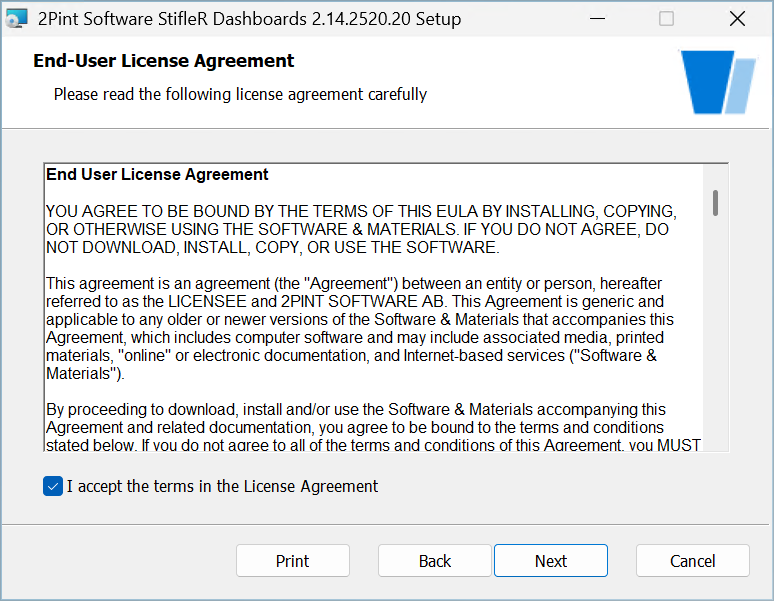 2Pint Software StifleR Dashboards 2.14.2520.20 Setup
End-User License Agreement
Please read the following license agreement carefully
End User License Agreement
YOU AGREE TO BE BOUND BY THE TERMS OF THIS EULA BY INSTALLING, COPYING,
OR OTHERWISE USING THE SOFTWARE & MATERIALS. IF YOU DO NOT AGREE, DO
NOT DOWNLOAD, INSTALL, COPY, OR USE THE SOFTWARE.
This agreement is an agreement (the "Agreement") between an entity or person, hereafter
referred to as the LICENSEE and 2PINT SOFTWARE AB. This Agreement is generic and
applicable to any older or newer versions of the Software & Materials that accompanies this
Agreement, which includes computer software and may include associated media, printed
materials, "online" or electronic documentation, and Internet-based services ("Software &
Materials").
By proceeding to download, install and/or use the Software & Materials accompanying this
Agreement and related documentation, you agree to be bound to the terms and conditions
stated below. If you do not agree to all of the terms and conditions of this Agreement, you MUST
I accept the terms in the License Agreement
Print
Back
Next
Cancel